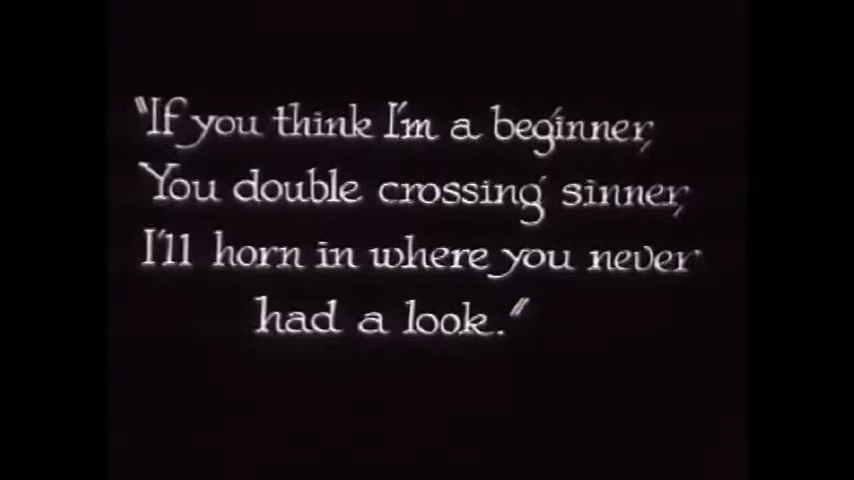 "If you think I'm a beginner,
You double crossing sinner,
I'll horn in where you never
had a look."